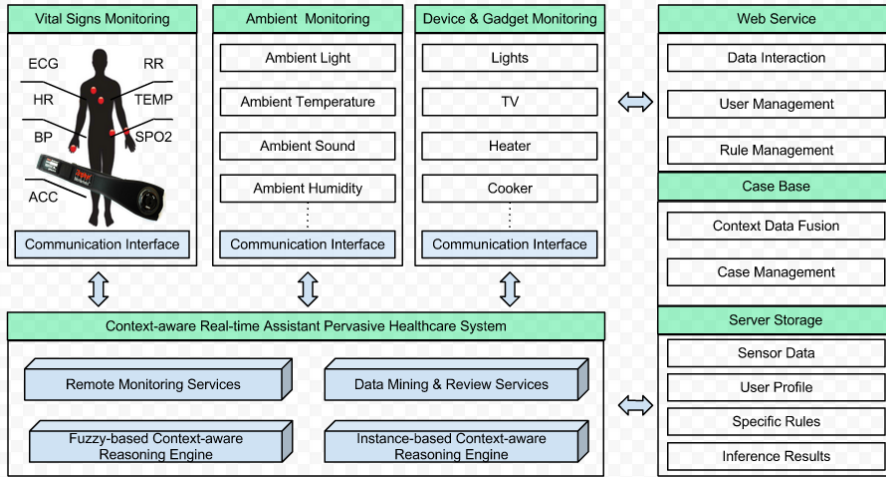 Vital Signs Monitoring
ECG
RR
HR
TEMP
BP
SPO2
ACC
Communication Interface
Ambient Monitoring
Ambient Light
Ambient Temperature
Ambient Sound
Ambient Humidity
Communication Interface
Device & Gadget Monitoring
Lights
TV
Heater
Cooker
Communication Interface
Web Service
Data Interaction
User Management
Rule Management
Case Base
Context Data Fusion
Case Management
Server Storage
Sensor Data
User Profile
Specific Rules
Inference Results
Context-aware Real-time Assistant Pervasive Healthcare System
Remote Monitoring Services
Data Mining & Review Services
Fuzzy-based Context-aware
Reasoning Engine
Instance-based Context-aware
Reasoning Engine